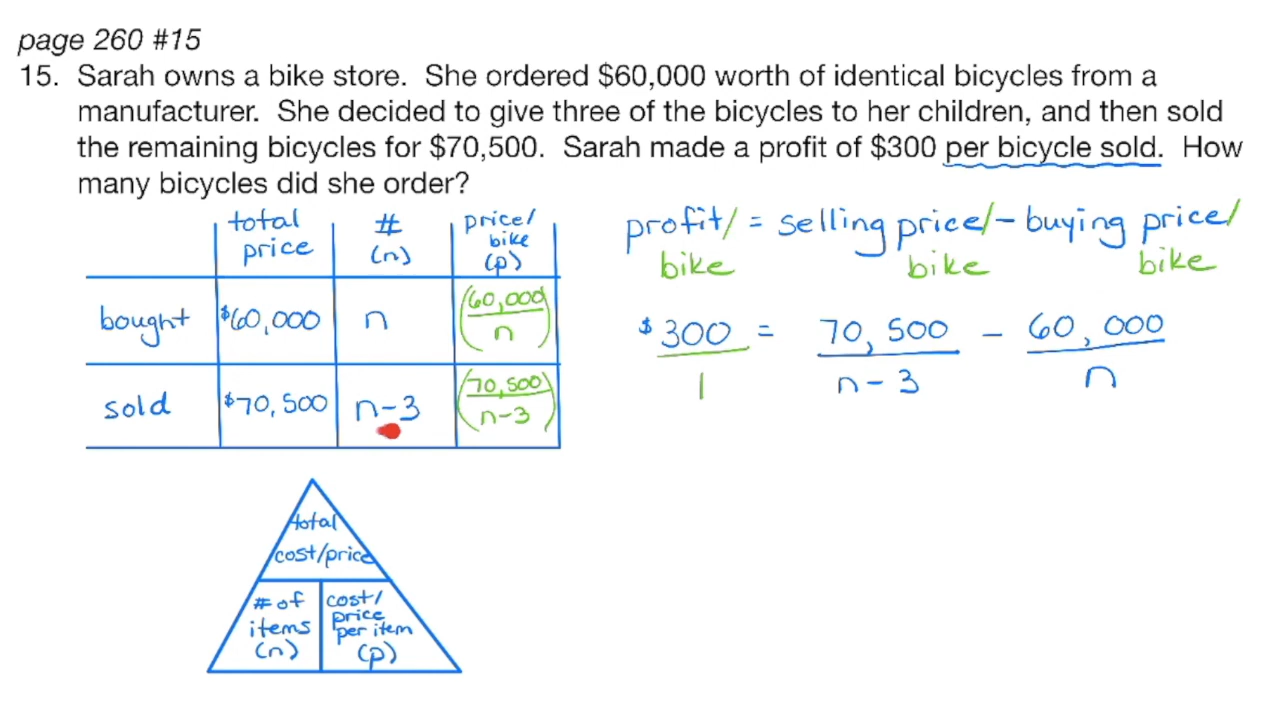 page 260 #15
15. Sarah owns a bike store. She ordered $60,000 worth of identical bicycles from a
manufacturer. She decided to give three of the bicycles to her children, and then sold
the remaining bicycles for $70,500. Sarah made a profit of $300 per bicycle sold. How
many bicycles did she order?
total price # (n) price/ bike (p)
bought $60,000 n (60,000/n)
sold $70,500 n-3 (70,500/n-3)
profit/ = selling price/ - buying price/
bike bike bike
$300 = 70,500 - 60,000
1 n-3 n
total
cost/price
# of items (n)
cost/ price per item (p)